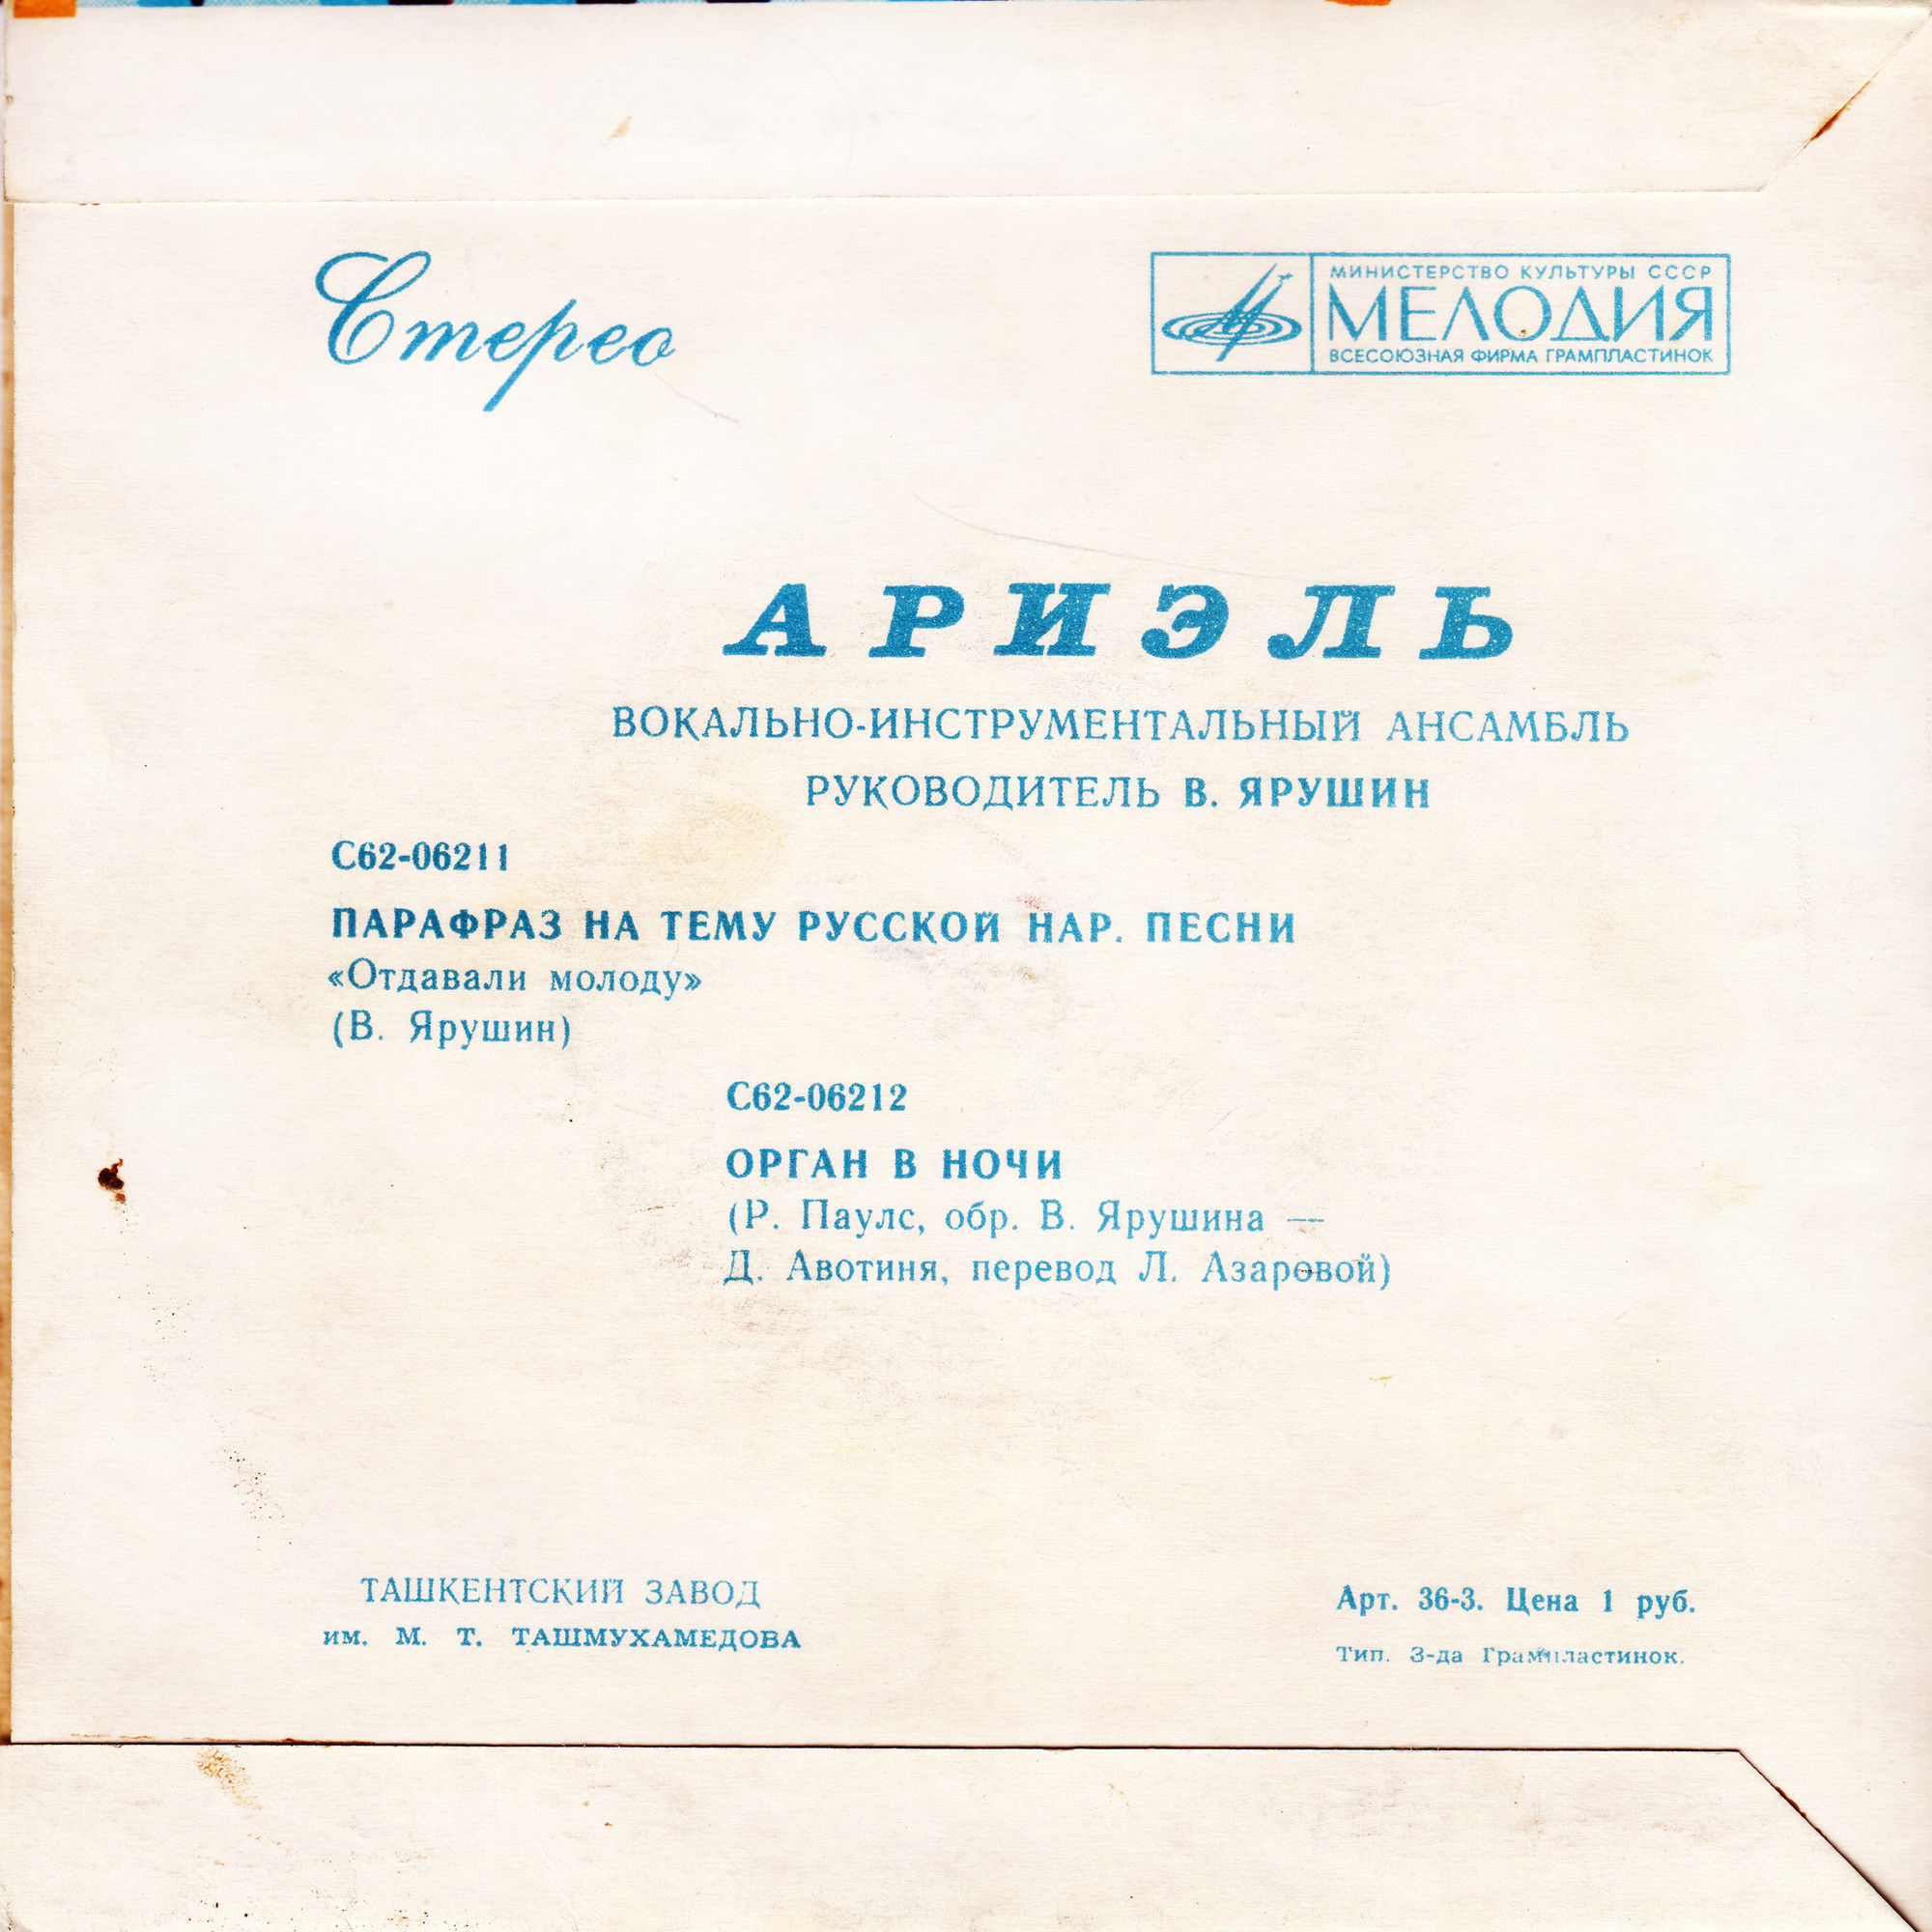 Стерео
МИНИСТЕРСТВО КУЛЬТУРЫ СССР
МЕЛОДИЯ
ВСЕСОЮЗНАЯ ФИРМА ГРАМПЛАСТИНОК
АРИЭЛЬ
ВОКАЛЬНО-ИНСТРУМЕНТАЛЬНЫЙ АНСАМБЛЬ
РУКОВОДИТЕЛЬ В. ЯРУШИН
С62-06211
ПАРАФРАЗ НА ТЕМУ РУССКОЙ НАР. ПЕСНИ
«Отдавали молоду»
(В. Ярушин)
С62-06212
ОРГАН В НОЧИ
(Р. Паулс, обр. В. Ярушина —
Д. Авотиня, перевод Л. Азаровой)
ТАШКЕНТСКИЙ ЗАВОД
им. М. Т. ТАШМУХАМЕДОВА
Арт. 36-3. Цена 1 руб.
Тип. З-да Грампластинок.